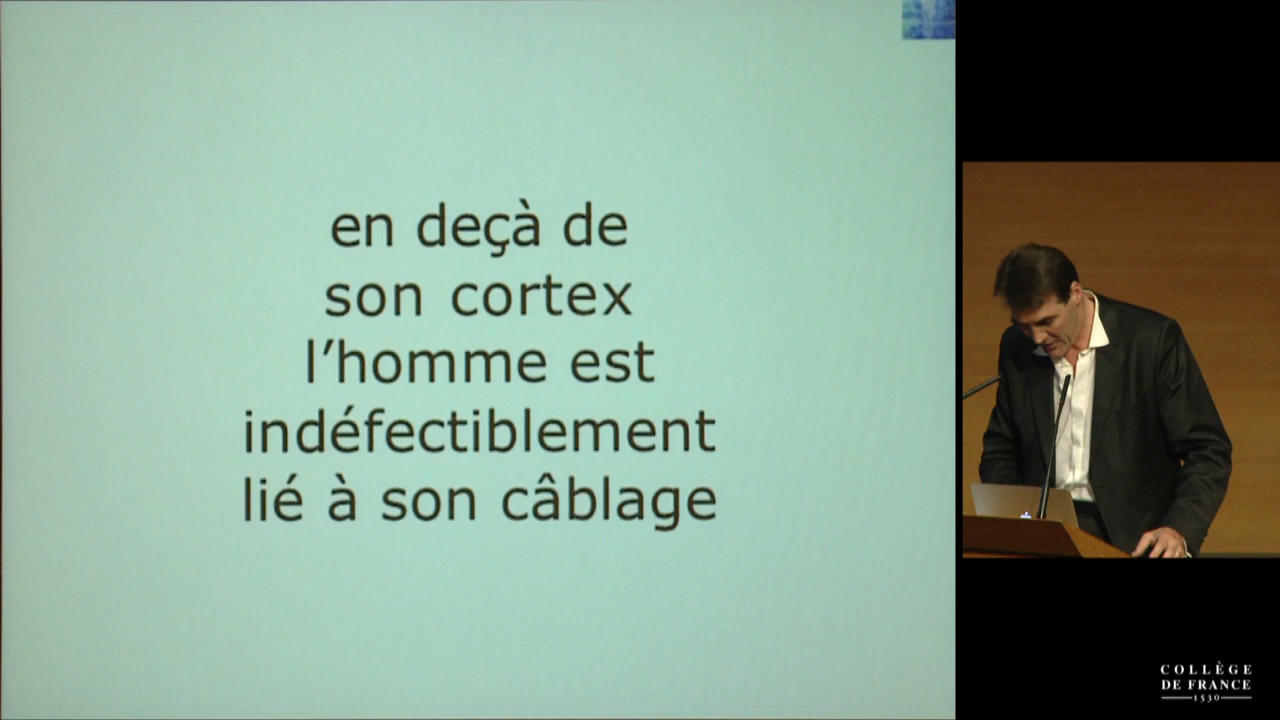 en deçà de
son cortex
l'homme est
indéfectiblement
lié à son câblage
COLLÈGE
DE FRANCE
1530